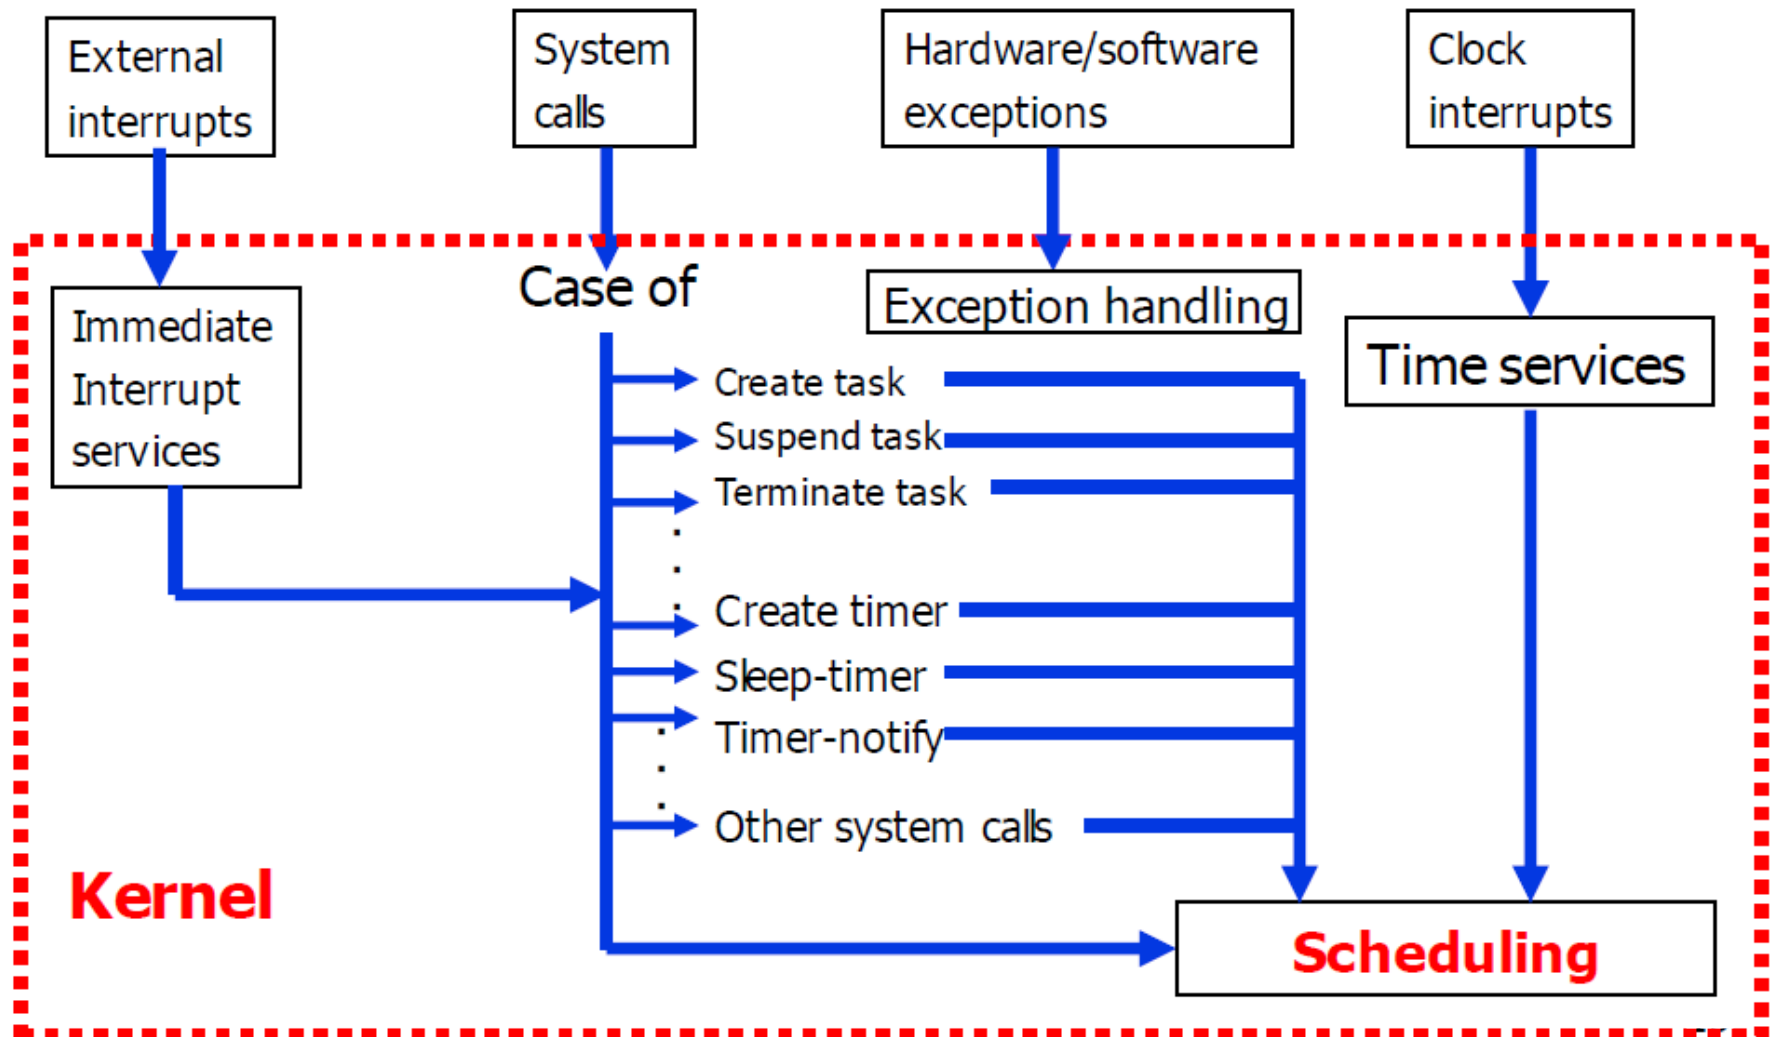 External
interrupts
System
calls
Hardware/software
exceptions
Clock
interrupts
Immediate
Interrupt
services
Case of
Exception handling
Time services
Create task
Suspend task
Terminate task
Create timer
Sleep-timer
Timer-notify
Other system calls
Kernel
Scheduling